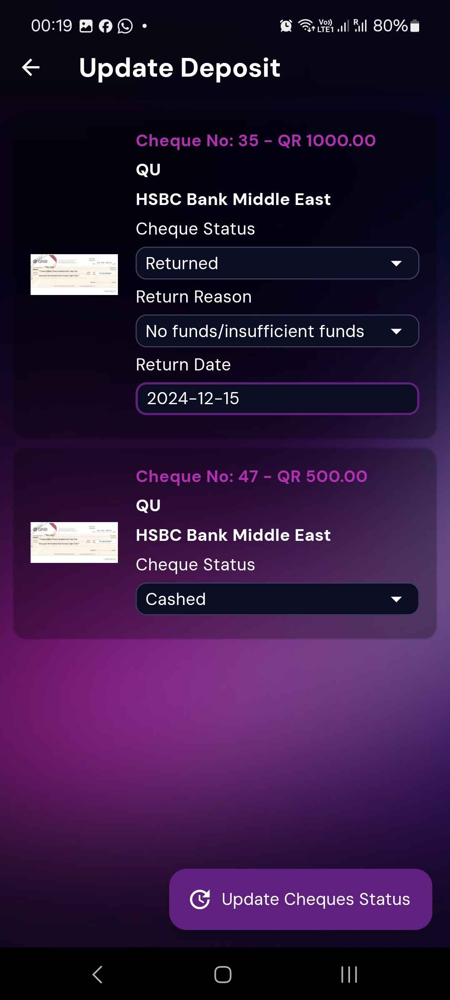 00:19
Vo)) LTE1 R 80%
Update Deposit
Cheque No: 35 - QR 1000.00
QU
HSBC Bank Middle East
Cheque Status
Returned
QNB
Return Reason
No funds/insufficient funds
Return Date
2024-12-15
Cheque No: 47 - QR 500.00
QU
HSBC Bank Middle East
QNB
Cheque Status
Cashed
Update Cheques Status